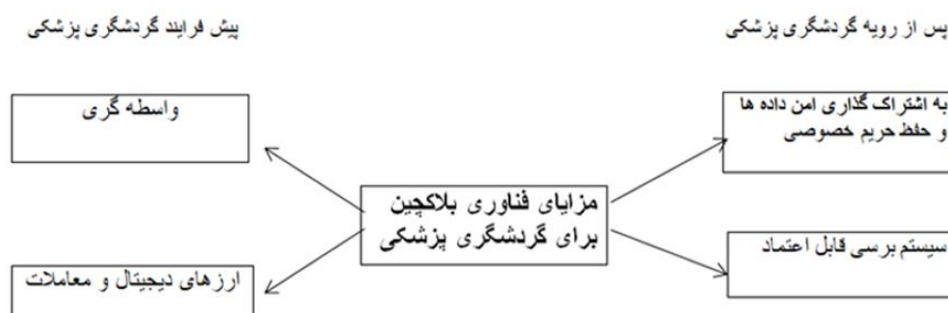 پس از رویه گردشگری پزشکی
پیش فرایند گردشگری پزشکی
به اشتراک گذاری امن داده ها
و حفظ حریم خصوصی
واسطه گری
مزایای فناوری بلاکچین
برای گردشگری پزشکی
سیستم برسی قابل اعتماد
ارزهای دیجیتال و معاملات